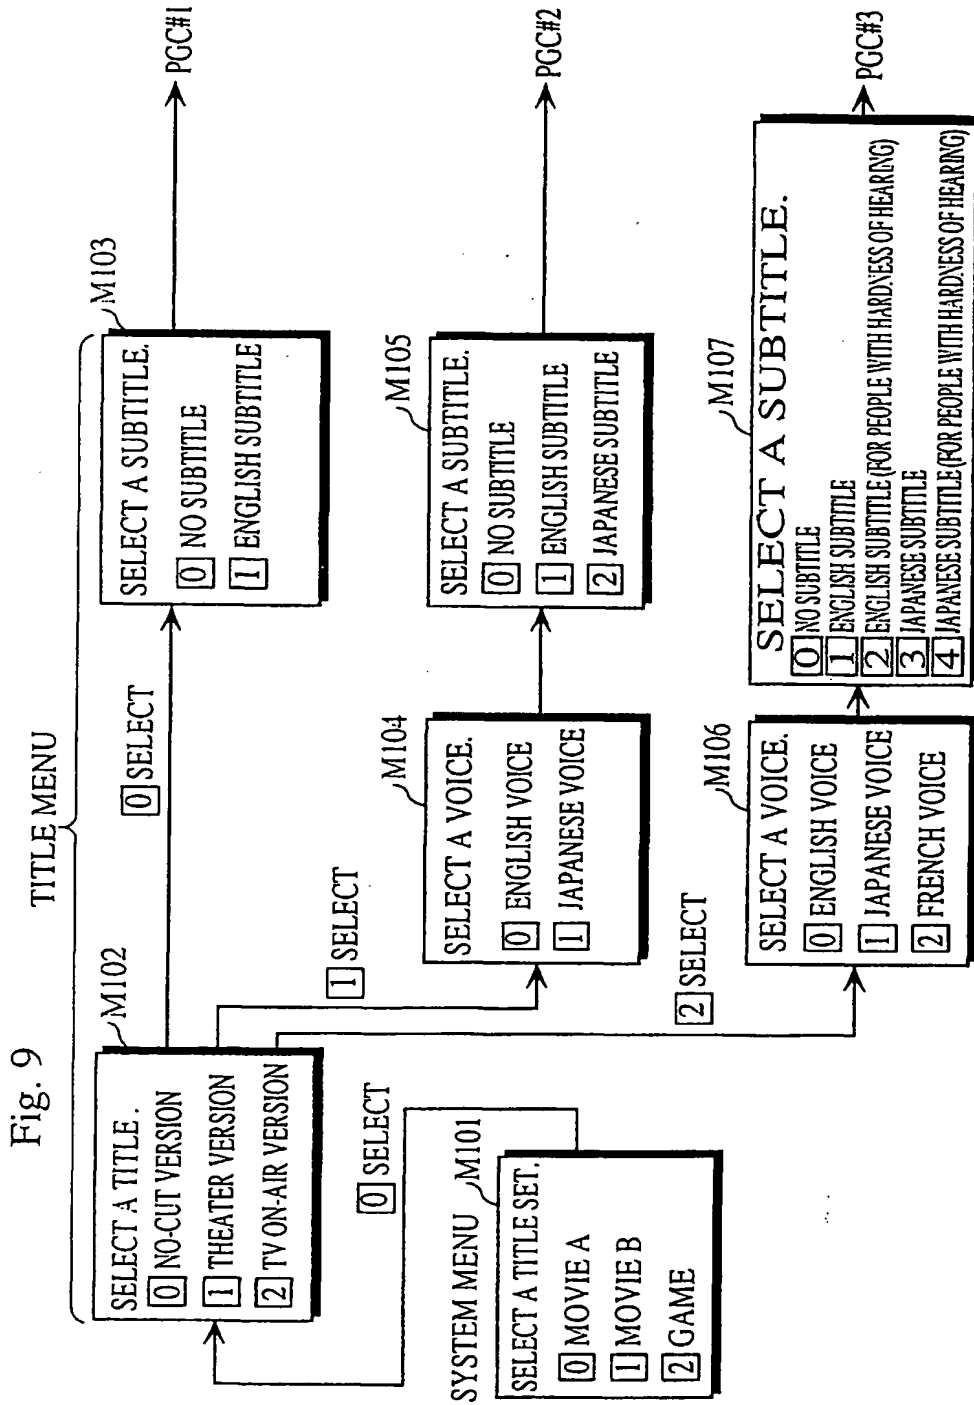 Fig. 9
TITLE MENU
M102
SELECT A TITLE.
0 NO-CUT VERSION
1 THEATER VERSION
2 TV ON-AIR VERSION
0 SELECT
M103
SELECT A SUBTITLE.
0 NO SUBTITLE
1 ENGLISH SUBTITLE
PGC#1
1 SELECT
M104
SELECT A VOICE.
0 ENGLISH VOICE
1 JAPANESE VOICE
M105
SELECT A SUBTITLE.
0 NO SUBTITLE
1 ENGLISH SUBTITLE
2 JAPANESE SUBTITLE
PGC#2
SYSTEM MENU
M101
SELECT A TITLE SET.
0 MOVIE A
1 MOVIE B
2 GAME
0 SELECT
2 SELECT
M106
SELECT A VOICE.
0 ENGLISH VOICE
1 JAPANESE VOICE
2 FRENCH VOICE
M107
SELECT A SUBTITLE.
0 NO SUBTITLE
1 ENGLISH SUBTITLE
2 ENGLISH SUBTITLE (FOR PEOPLE WITH HARDNESS OF HEARING)
3 JAPANESE SUBTITLE
4 JAPANESE SUBTITLE (FOR PEOPLE WITH HARDNESS OF HEARING)
PGC#3